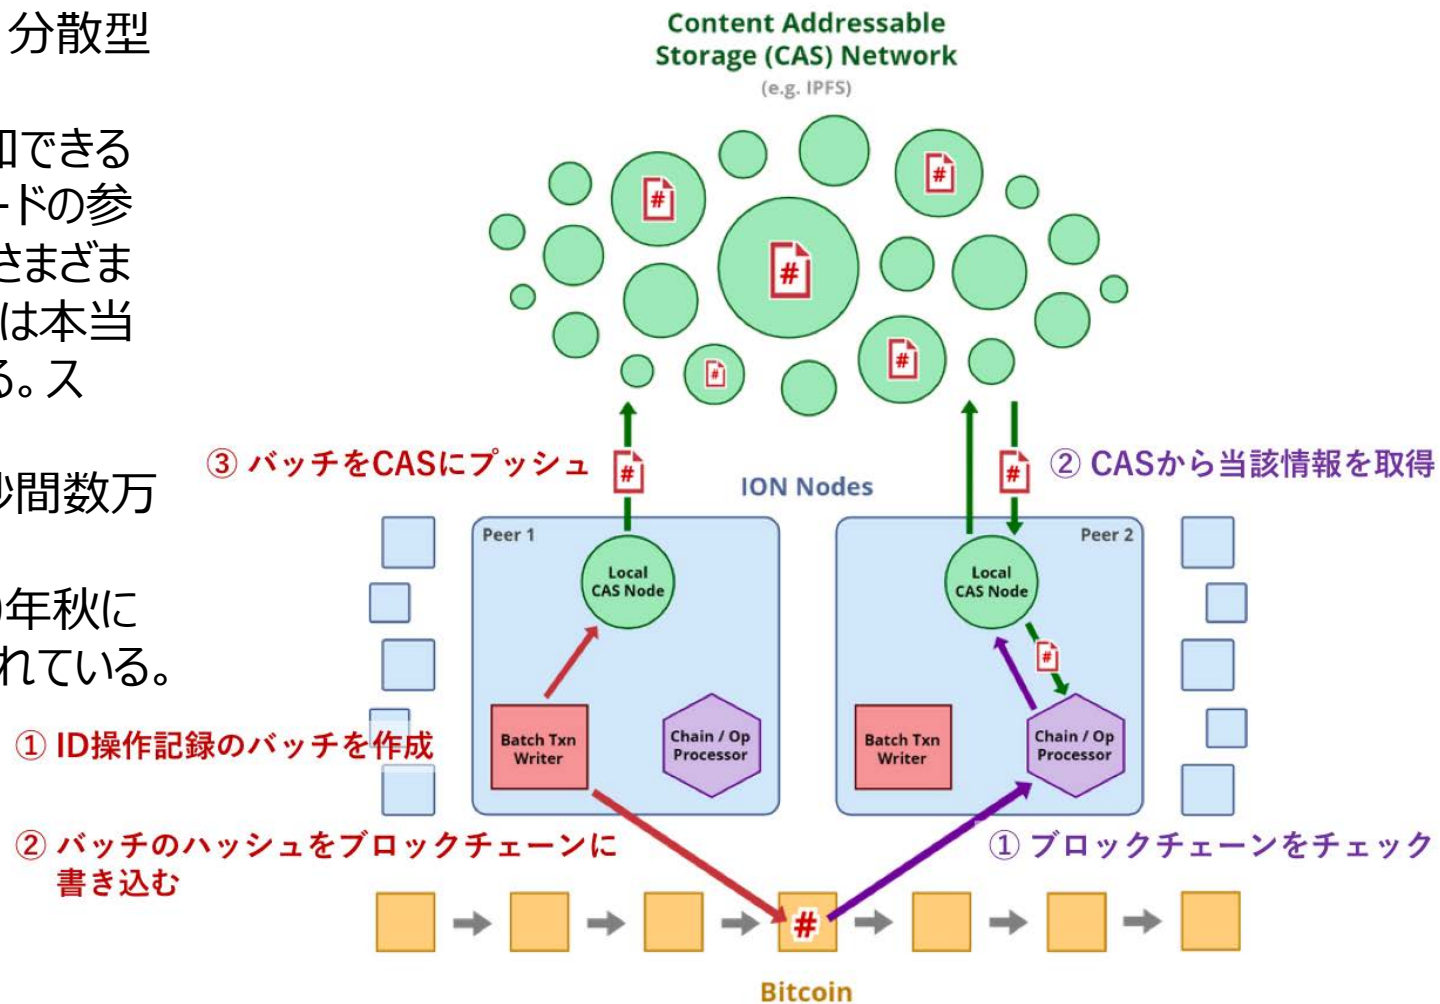 分散型
知できる
ードの参
さまざま
は本当
る。ス
秒間数万
年秋に
れている。
Content Addressable
Storage (CAS) Network
(e.g. IPFS)
#
#
#
#
#
③ バッチをCASにプッシュ
#
ION Nodes
#
② CASから当該情報を取得
Peer 1
Local
CAS Node
Batch Txn
Writer
Chain / Op
Processor
Peer 2
Local
CAS Node
#
Batch Txn
Writer
Chain / Op
Processor
① ID操作記録のバッチを作成
② バッチのハッシュをブロックチェーンに
書き込む
① ブロックチェーンをチェック
#
Bitcoin